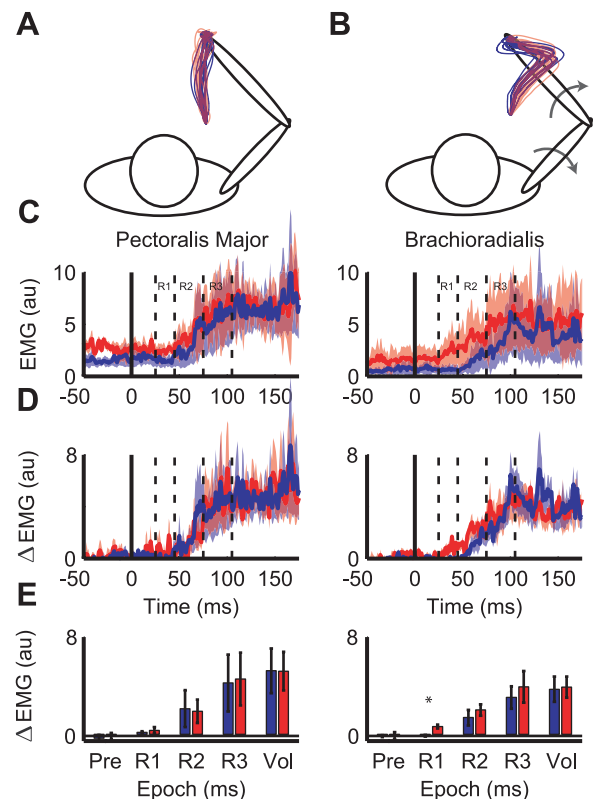 A B
C
Pectoralis Major Brachioradialis
10 R1 R2 R3 10 R1 R2 R3
EMG (au)
5 5
0 0
-50 0 50 100 150 -50 0 50 100 150
D
8 8
Δ EMG (au)
0 0
-50 0 50 100 150 -50 0 50 100 150
Time (ms) Time (ms)
E
8 8
Δ EMG (au)
*
0 0
Pre R1 R2 R3 Vol Pre R1 R2 R3 Vol
Epoch (ms) Epoch (ms)